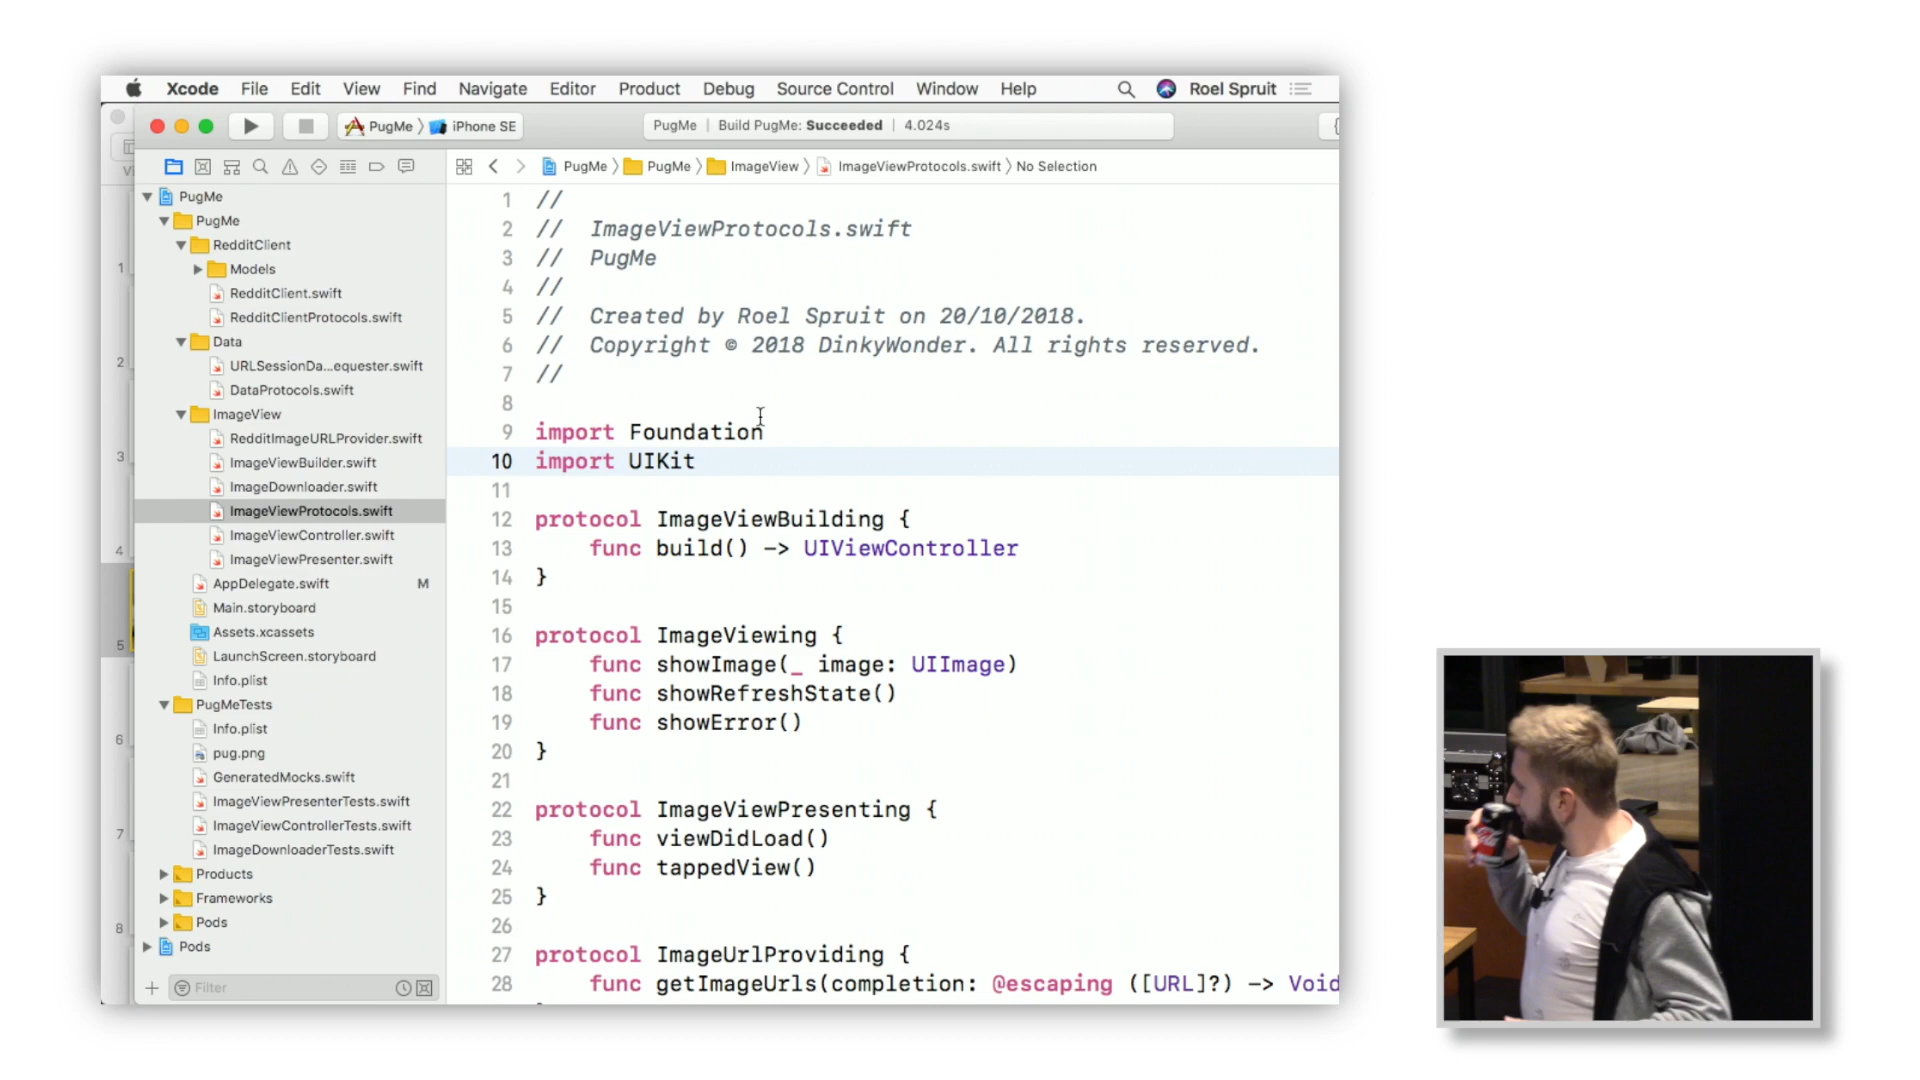 Xcode File Edit View Find Navigate Editor Product Debug Source Control Window Help Roel Spruit
PugMe iPhone SE
PugMe | Build PugMe: Succeeded | 4.024s
PugMe PugMe ImageView ImageViewProtocols.swift No Selection
PugMe
PugMe
RedditClient
Models
RedditClient.swift
RedditClientProtocols.swift
Data
URLSessionDa...equester.swift
DataProtocols.swift
ImageView
RedditImageURLProvider.swift
ImageViewBuilder.swift
ImageDownloader.swift
ImageViewProtocols.swift
ImageViewController.swift
ImageViewPresenter.swift
AppDelegate.swift M
Main.storyboard
Assets.xcassets
LaunchScreen.storyboard
Info.plist
PugMeTests
Info.plist
pug.png
GeneratedMocks.swift
ImageViewPresenterTests.swift
ImageViewControllerTests.swift
ImageDownloaderTests.swift
Products
Frameworks
Pods
Pods
Filter
1
2
3
4
5
6
7
8
1 //
2 // ImageViewProtocols.swift
3 // PugMe
4 //
5 // Created by Roel Spruit on 20/10/2018.
6 // Copyright © 2018 DinkyWonder. All rights reserved.
7 //
8
9 import Foundation
10 import UIKit
11
12 protocol ImageViewBuilding {
13 func build() -> UIViewController
14 }
15
16 protocol ImageViewing {
17 func showImage(_ image: UIImage)
18 func showRefreshState()
19 func showError()
20 }
21
22 protocol ImageViewPresenting {
23 func viewDidLoad()
24 func tappedView()
25 }
26
27 protocol ImageUrlProviding {
28 func getImageUrls(completion: @escaping ([URL]?) -> Void